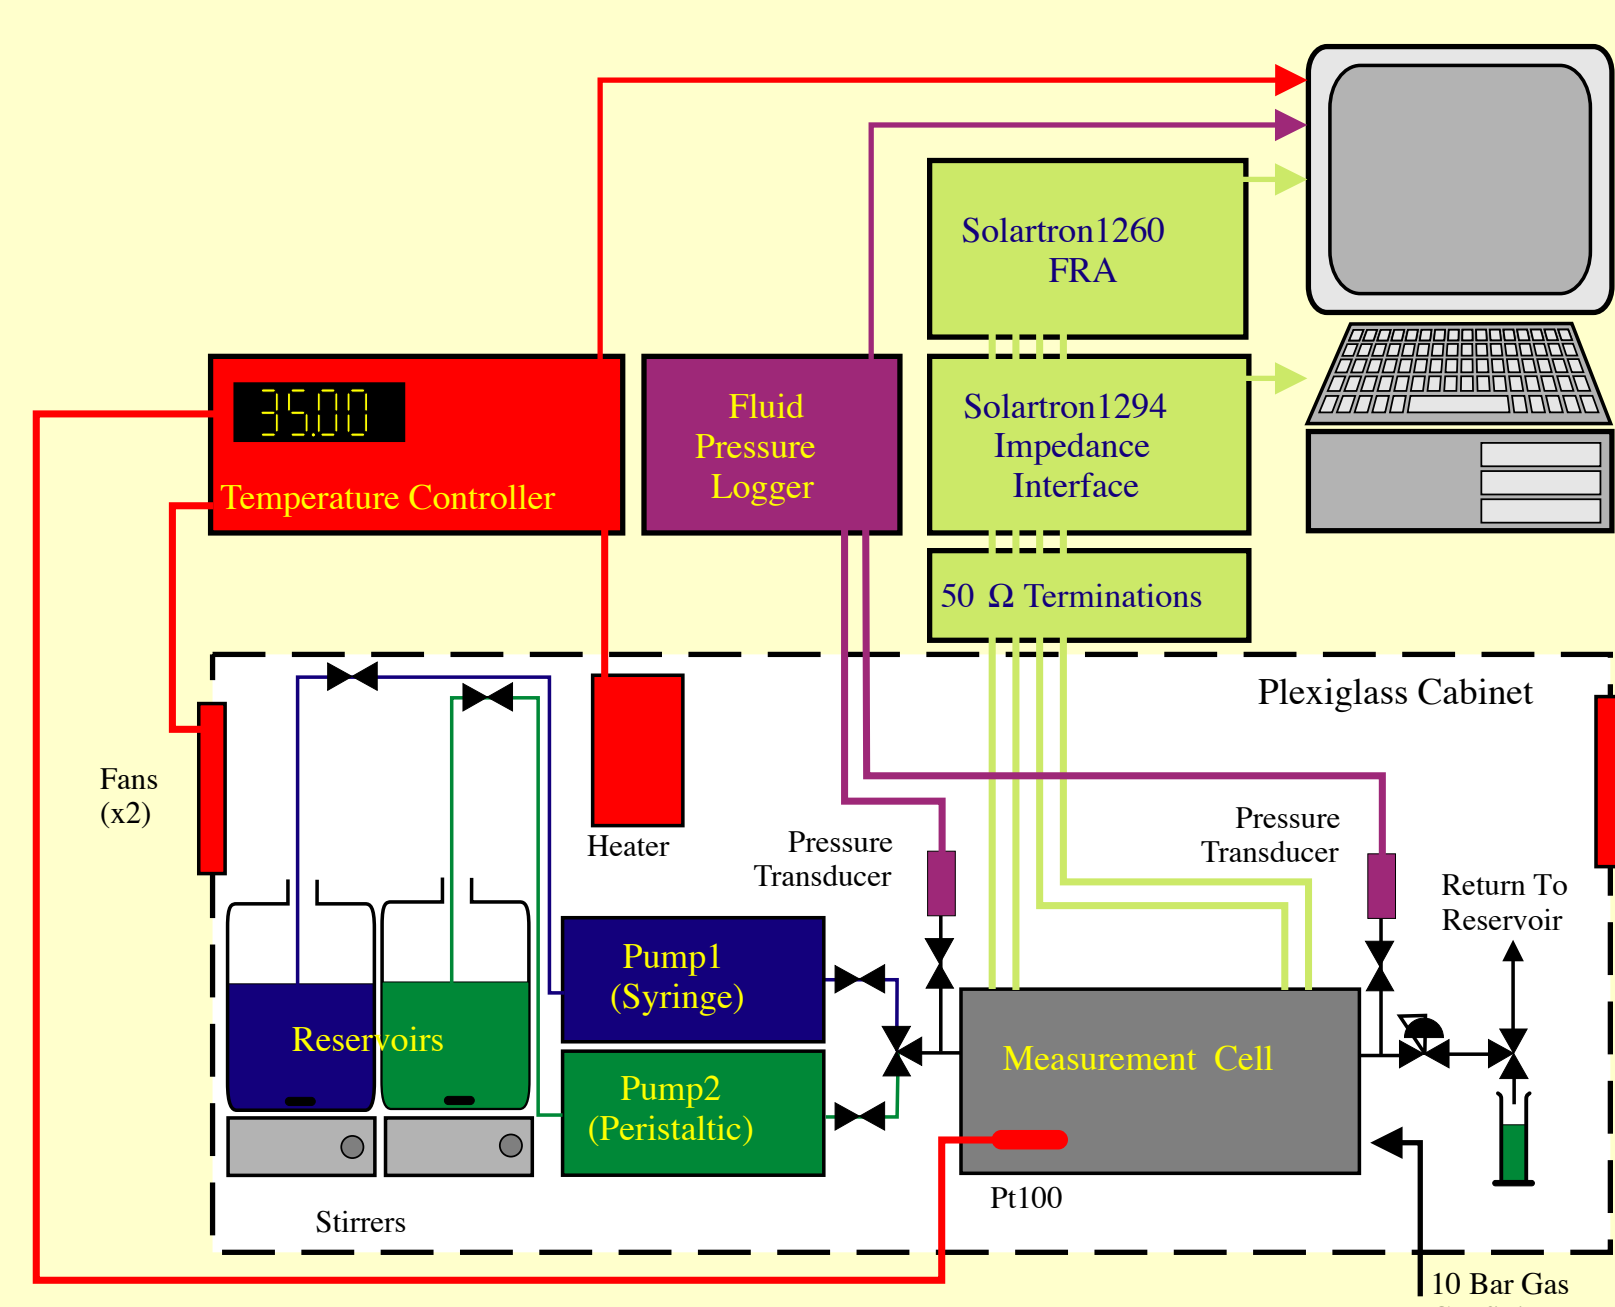 Solartron1260
FRA
35.00
Temperature Controller
Fluid
Pressure
Logger
Solartron1294
Impedance
Interface
50 Ω Terminations
Plexiglass Cabinet
Fans
(x2)
Heater
Pressure
Transducer
Pressure
Transducer
Return To
Reservoir
Reservoirs
Pump1
(Syringe)
Pump2
(Peristaltic)
Measurement Cell
Pt100
Stirrers
10 Bar Gas